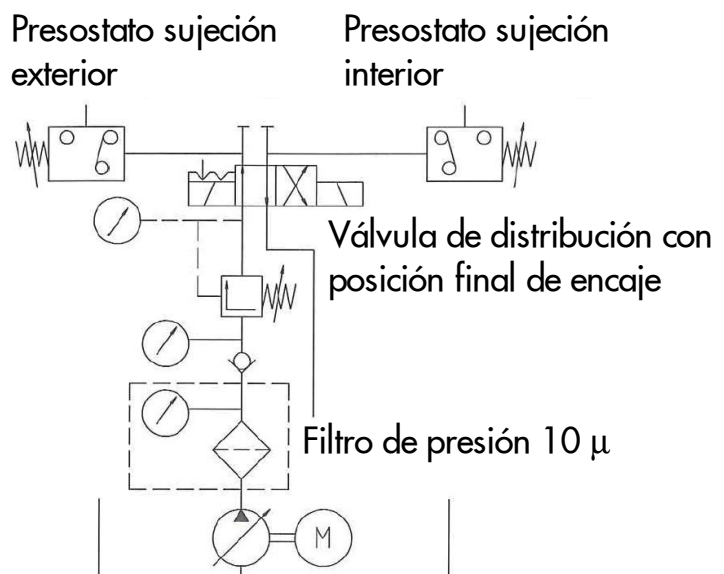 Presostato sujeción
exterior
Presostato sujeción
interior
Válvula de distribución con
posición final de encaje
Filtro de presión 10 μ
M